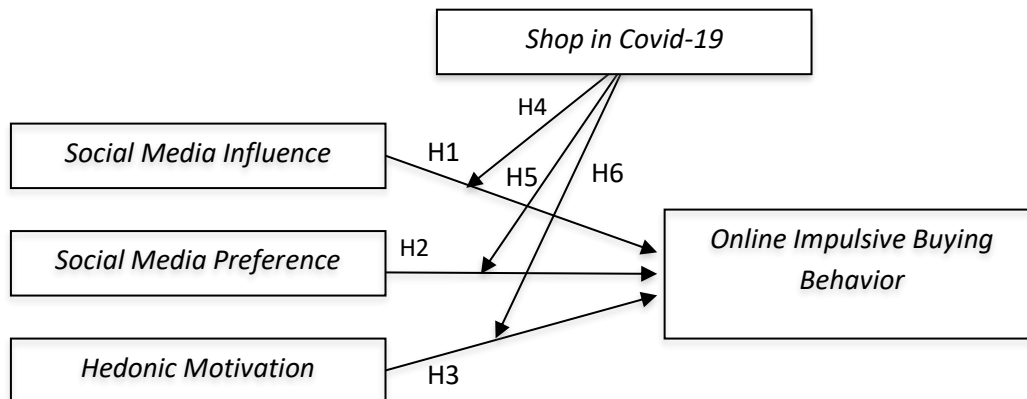 Shop in Covid-19
H4
Social Media Influence
H1
H5
H6
Social Media Preference
H2
Online Impulsive Buying
Behavior
Hedonic Motivation
H3